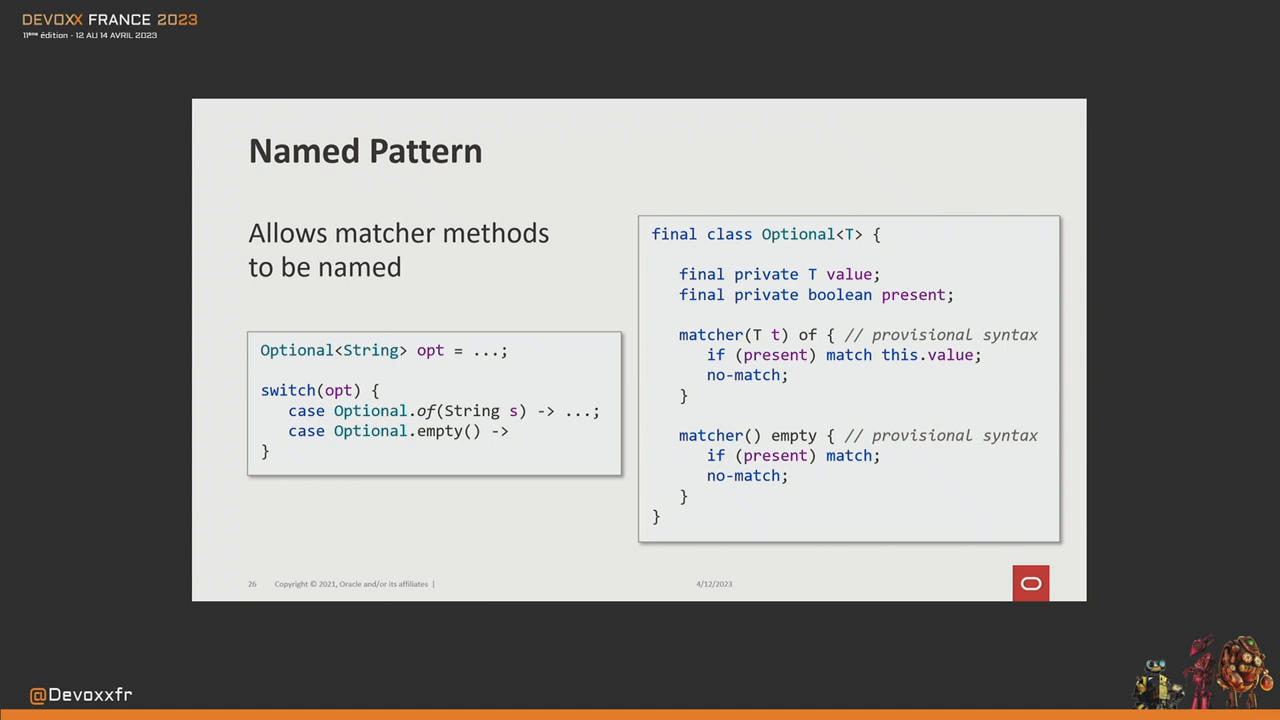 DEVOXX FRANCE 2023
11ème édition - 12 AU 14 AVRIL 2023
Named Pattern
Allows matcher methods
to be named
Optional<String> opt = ...;
switch(opt) {
case Optional.of(String s) -> ...;
case Optional.empty() ->
}
final class Optional<T> {
final private T value;
final private boolean present;
matcher(T t) of { // provisional syntax
if (present) match this.value;
no-match;
}
matcher() empty { // provisional syntax
if (present) match;
no-match;
}
}
26 Copyright © 2021, Oracle and/or its affiliates |
4/12/2023
@Devoxxfr